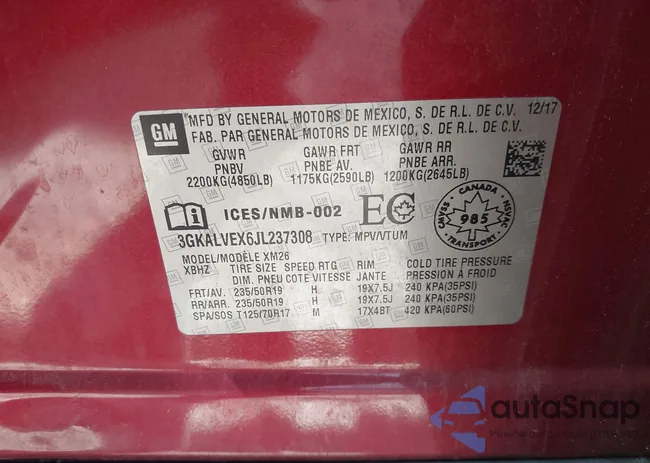 GM
MFD BY GENERAL MOTORS DE MEXICO, S. DE R.L. DE C.V. 12/17
FAB. PAR GENERAL MOTORS DE MEXICO, S. DE R.L. DE C.V.
GVWR GAWR FRT GAWR RR
PNBV PNBE AV. PNBE ARR.
2200KG(4850LB) 1175KG(2590LB) 1200KG(2645LB)
ICES/NMB-002 EC
CANADA
CMVSS NSVAC
985
TRANSPORT
3GKALVEX6JL237308 TYPE: MPV/VTUM
MODEL/MODÈLE XM26
XBHZ TIRE SIZE SPEED RTG RIM COLD TIRE PRESSURE
DIM. PNEU COTE VITESSE JANTE PRESSION À FROID
FRT/AV. 235/50R19 H 19X7.5J 240 KPA(35PSI)
RR/ARR. 235/50R19 H 19X7.5J 240 KPA(35PSI)
SPA/SOS T125/70R17 M 17X4BT 420 KPA(60PSI)
autaSnap